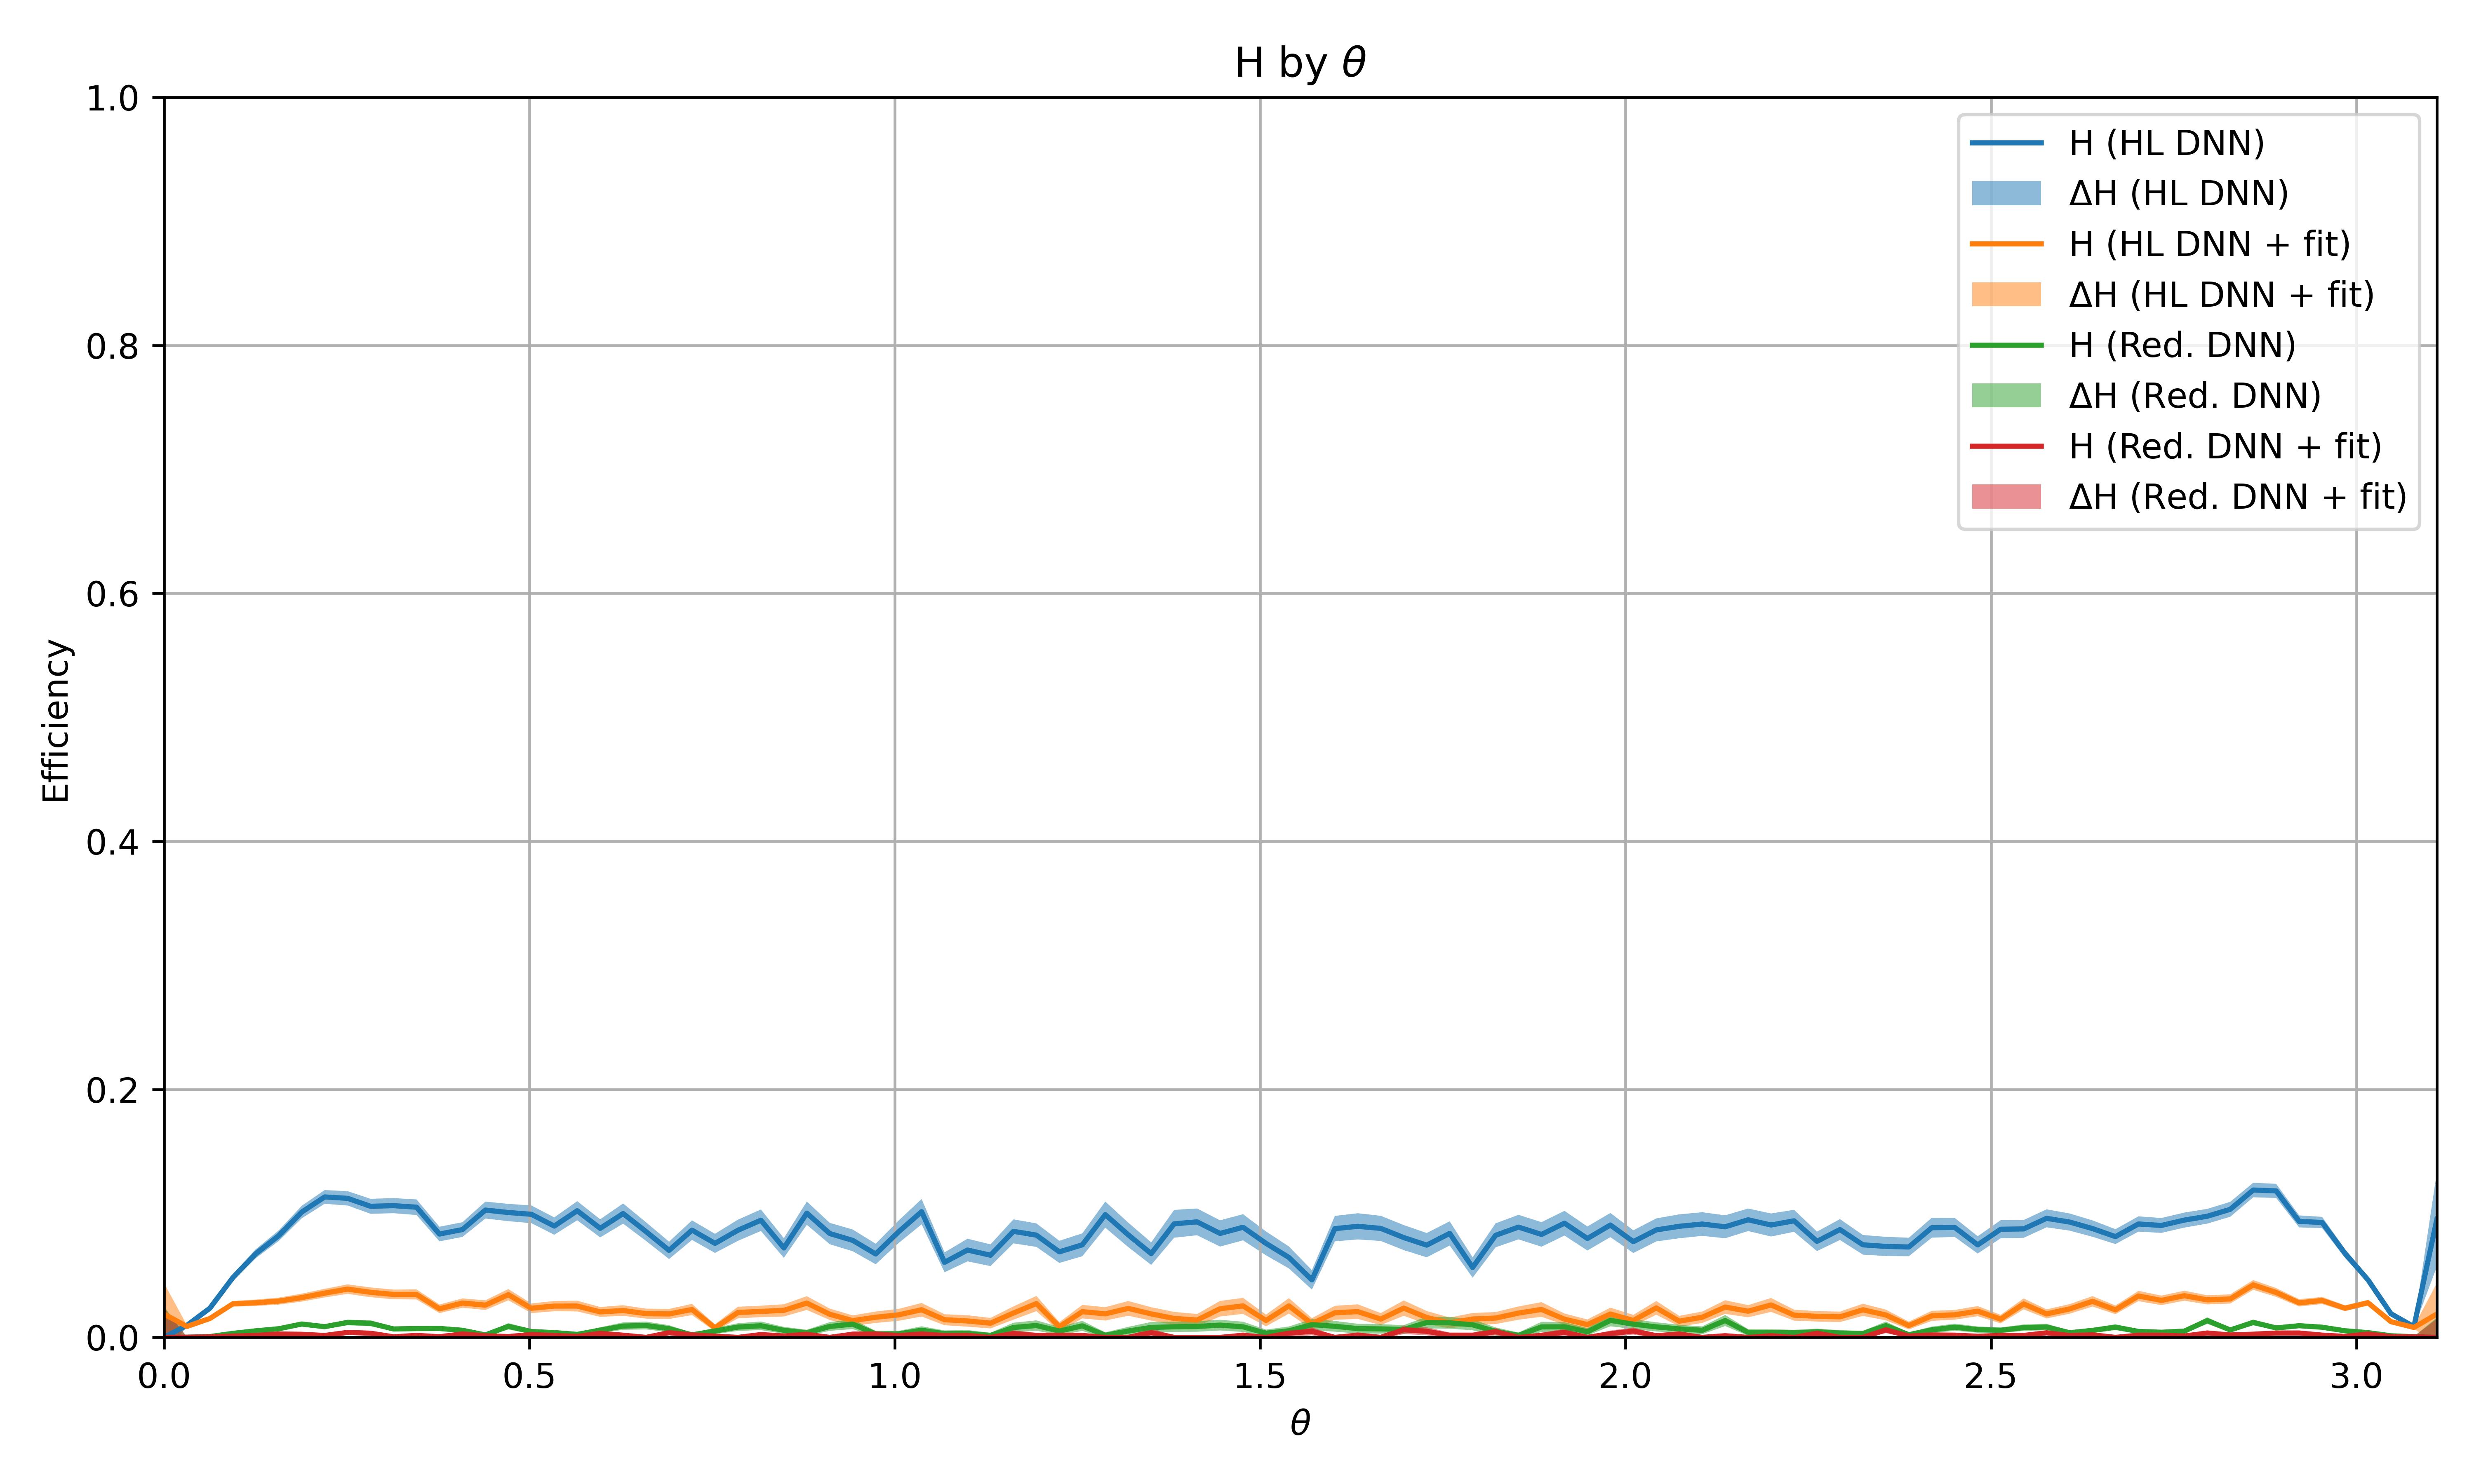 H by θ
Efficiency
1.0
0.8
0.6
0.4
0.2
0.0
H (HL DNN)
ΔH (HL DNN)
H (HL DNN + fit)
ΔH (HL DNN + fit)
H (Red. DNN)
ΔH (Red. DNN)
H (Red. DNN + fit)
ΔH (Red. DNN + fit)
0.0 0.5 1.0 1.5 2.0 2.5 3.0
θ